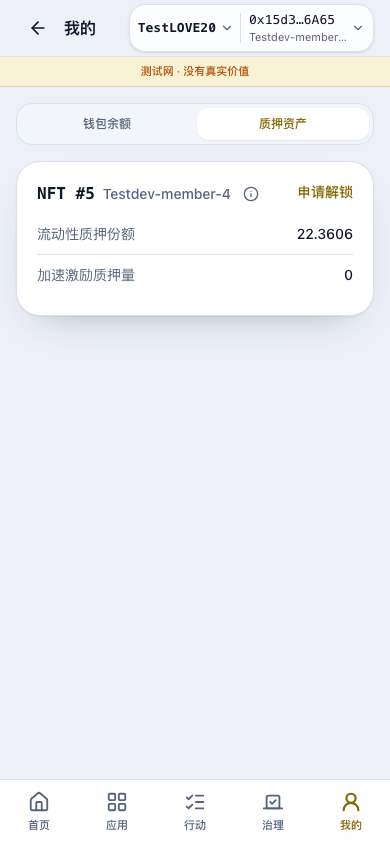 我的
TestLOVE20
0x15d3…6A65
Testdev-member...
测试网 · 没有真实价值
钱包余额
质押资产
NFT #5 Testdev-member-4
申请解锁
流动性质押份额
22.3606
加速激励质押量
0
首页
应用
行动
治理
我的